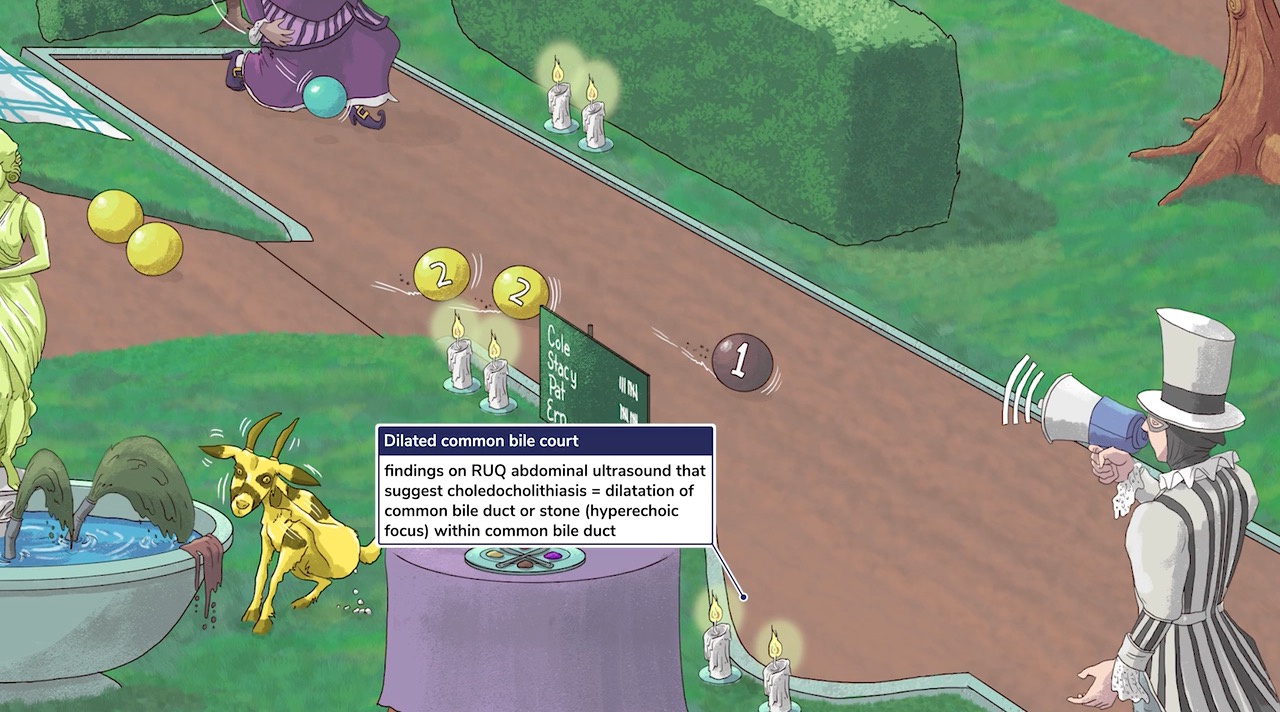 2
2
1
Cole
Stacy
Pat
Dilated common bile court
findings on RUQ abdominal ultrasound that
suggest choledocholithiasis = dilatation of
common bile duct or stone (hyperechoic
focus) within common bile duct